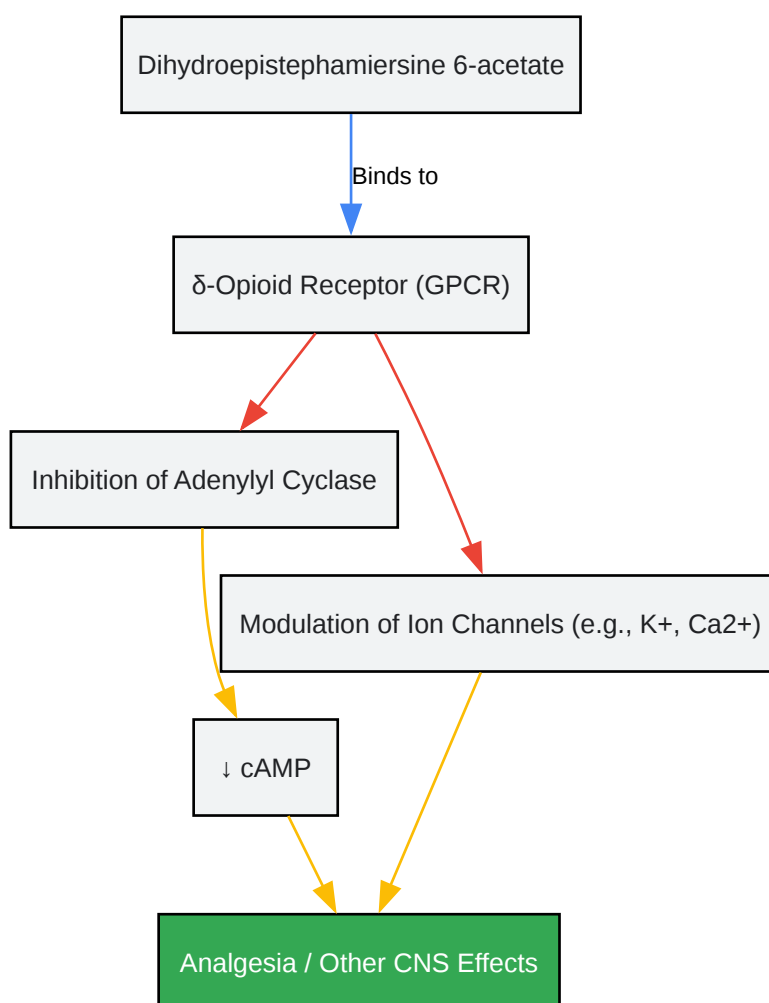 Dihydroepistephamiersine 6-acetate
Binds to
δ-Opioid Receptor (GPCR)
Inhibition of Adenylyl Cyclase
Modulation of Ion Channels (e.g., K+, Ca2+)
↓ cAMP
Analgesia / Other CNS Effects